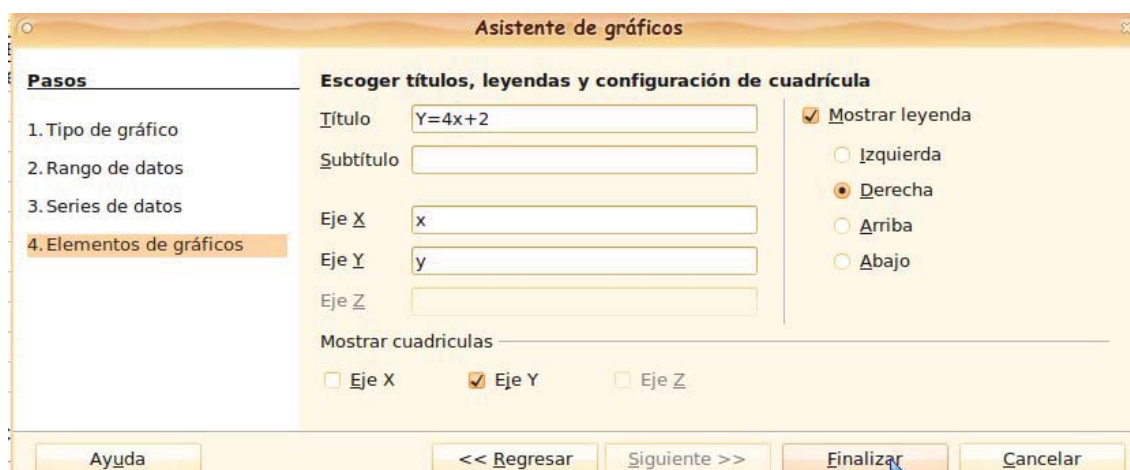 Asistente de gráficos
Pasos
1. Tipo de gráfico
2. Rango de datos
3. Series de datos
4. Elementos de gráficos
Escoger títulos, leyendas y configuración de cuadrícula
Título Y=4x+2
Subtítulo
Eje X x
Eje Y y
Eje Z
Mostrar leyenda
Izquierda
Derecha
Arriba
Abajo
Mostrar cuadriculas
Eje X Eje Y Eje Z
Ayuda << Regresar Siguiente >> Finalizar Cancelar